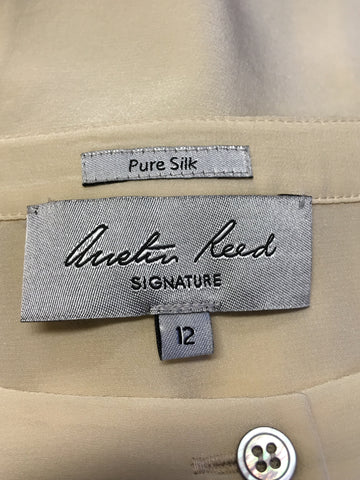 Pure Silk
Austin Reed
SIGNATURE
12